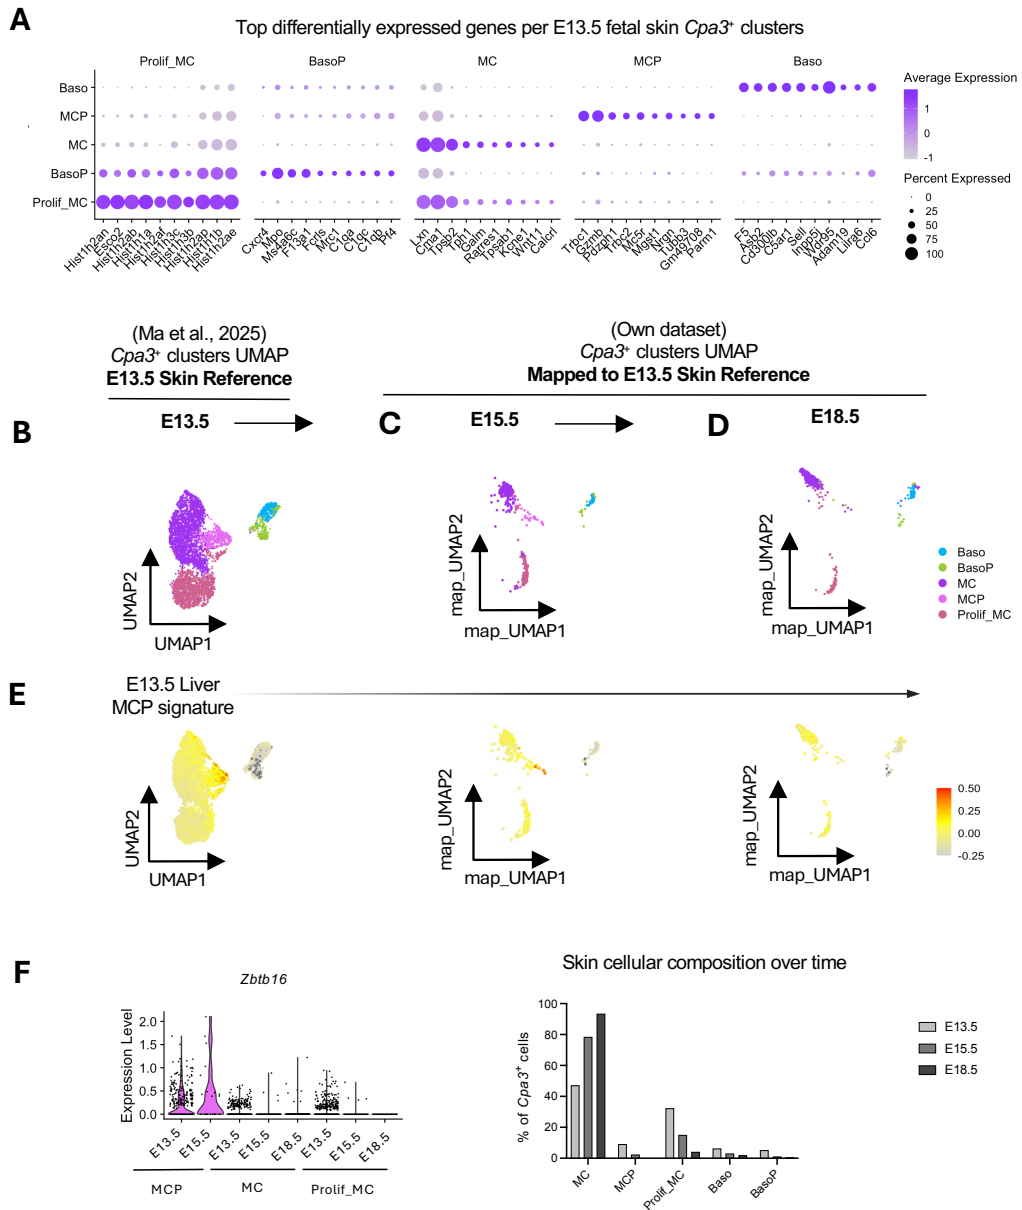 A
Top differentially expressed genes per E13.5 fetal skin Cpa3+ clusters
Prolif_MC
BasoP
MC
MCP
Baso
Baso
MCP
MC
BasoP
Prolif_MC
Hist1h2an
Esco2
Hist1h2ab
Hist1h1a
Hist1h2af
Hist1h3c
Hist1h3b
Hist1h2ap
Hist1h1b
Hist1h2ae
Cxcr4
Mpo
Ms4a6c
F13a1
Fcrls
Mrc1
C1qa
C1qc
C1qb
Pf4
Lxn
Cma1
Tpsb2
Tph1
Galm
Rarres1
Tpsab1
Kcne1
Wnt11
Calcrl
Trbc1
Gzmb
Pdzph1
Trbc2
Mc5r
Mgst1
Nrgn
Tubb3
Gm49708
Parm1
F5
Asb2
Cd300lb
C5ar1
Sell
Inpp5j
Wdr95
Adam19
Lilra6
Ccl6
Average Expression
1
0
-1
Percent Expressed
0
25
50
75
100
(Ma et al., 2025)
Cpa3+ clusters UMAP
E13.5 Skin Reference
(Own dataset)
Cpa3+ clusters UMAP
Mapped to E13.5 Skin Reference
B
E13.5
C
E15.5
D
E18.5
UMAP2
UMAP1
map_UMAP2
map_UMAP1
map_UMAP2
map_UMAP1
Baso
BasoP
MC
MCP
Prolif_MC
E
E13.5 Liver
MCP signature
UMAP2
UMAP1
map_UMAP2
map_UMAP1
map_UMAP2
map_UMAP1
0.50
0.25
0.00
-0.25
F
Zbtb16
Expression Level
2.0
1.5
1.0
0.5
0.0
E13.5
E15.5
E13.5
E15.5
E18.5
E13.5
E15.5
E18.5
MCP
MC
Prolif_MC
Skin cellular composition over time
% of Cpa3+ cells
100
80
60
40
20
0
MC
MCP
Prolif_MC
Baso
BasoP
E13.5
E15.5
E18.5